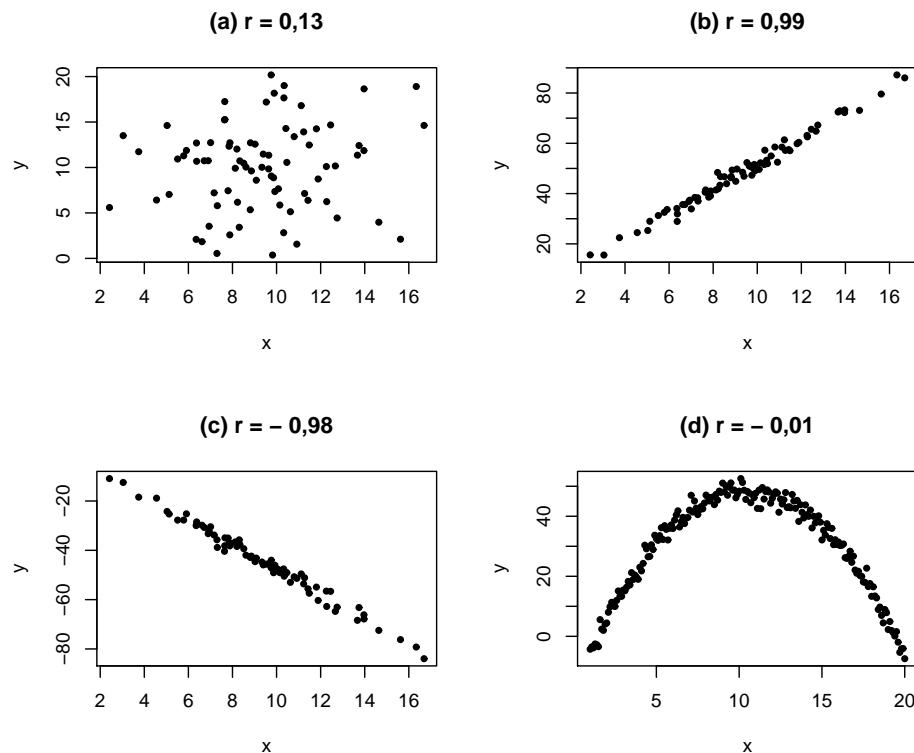 (a) r = 0,13
y
0 5 10 15 20
2 4 6 8 10 12 14 16
x
(b) r = 0,99
y
20 40 60 80
2 4 6 8 10 12 14 16
x
(c) r = − 0,98
y
−80 −60 −40 −20
2 4 6 8 10 12 14 16
x
(d) r = − 0,01
y
0 20 40
5 10 15 20
x